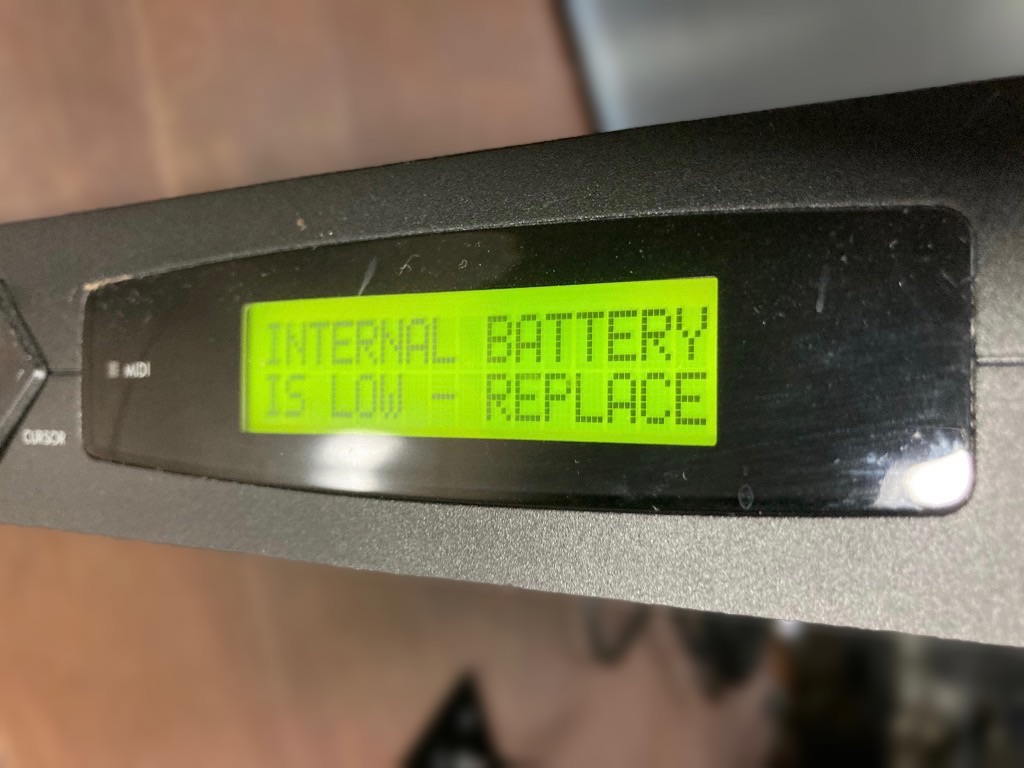 INTERNAL BATTERY
IS LOW - REPLACE
MIDI
CURSOR